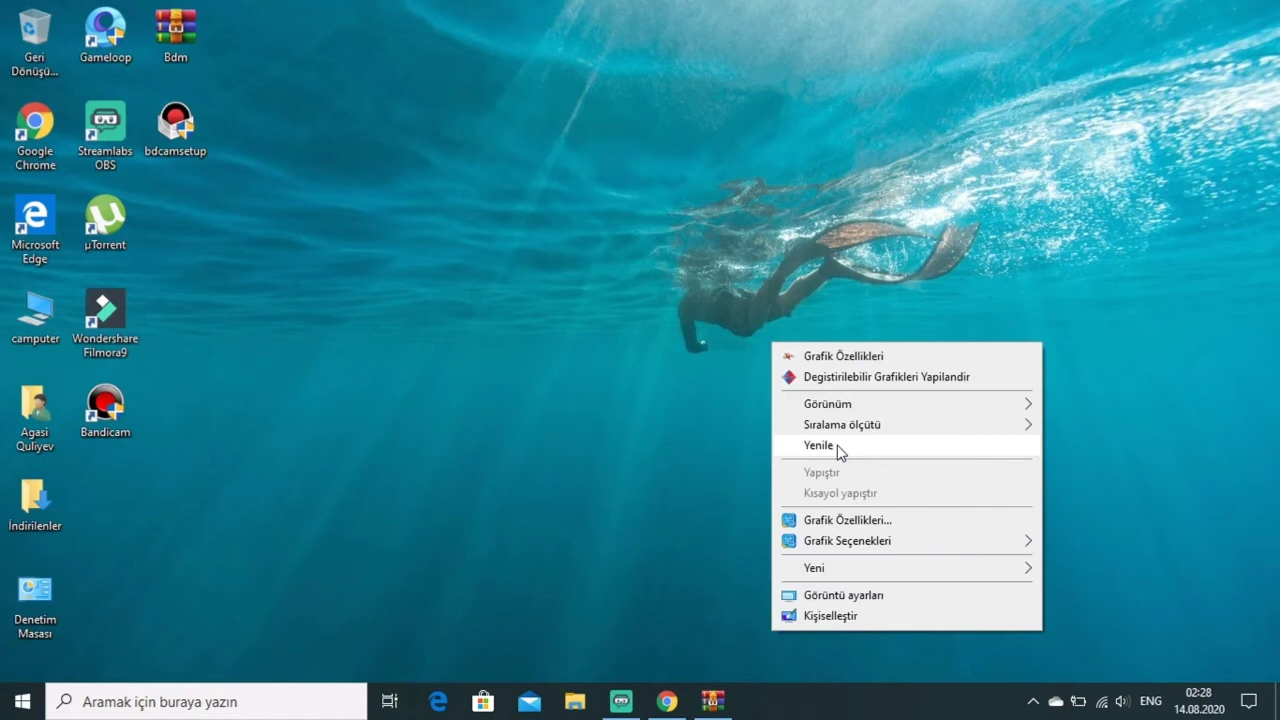 Geri
Dönüşü...
Gameloop
Bdm
Google
Chrome
Streamlabs
OBS
bdcamsetup
Microsoft
Edge
µTorrent
camputer
Wondershare
Filmora9
Agasi
Quliyev
Bandicam
İndirilenler
Denetim
Masası
Grafik Özellikleri
Degistirilebilir Grafikleri Yapilandir
Görünüm
Sıralama ölçütü
Yenile
Yapıştır
Kısayol yapıştır
Grafik Özellikleri...
Grafik Seçenekleri
Yeni
Görüntü ayarları
Kişiselleştir
Aramak için buraya yazın
ENG
02:28
14.08.2020